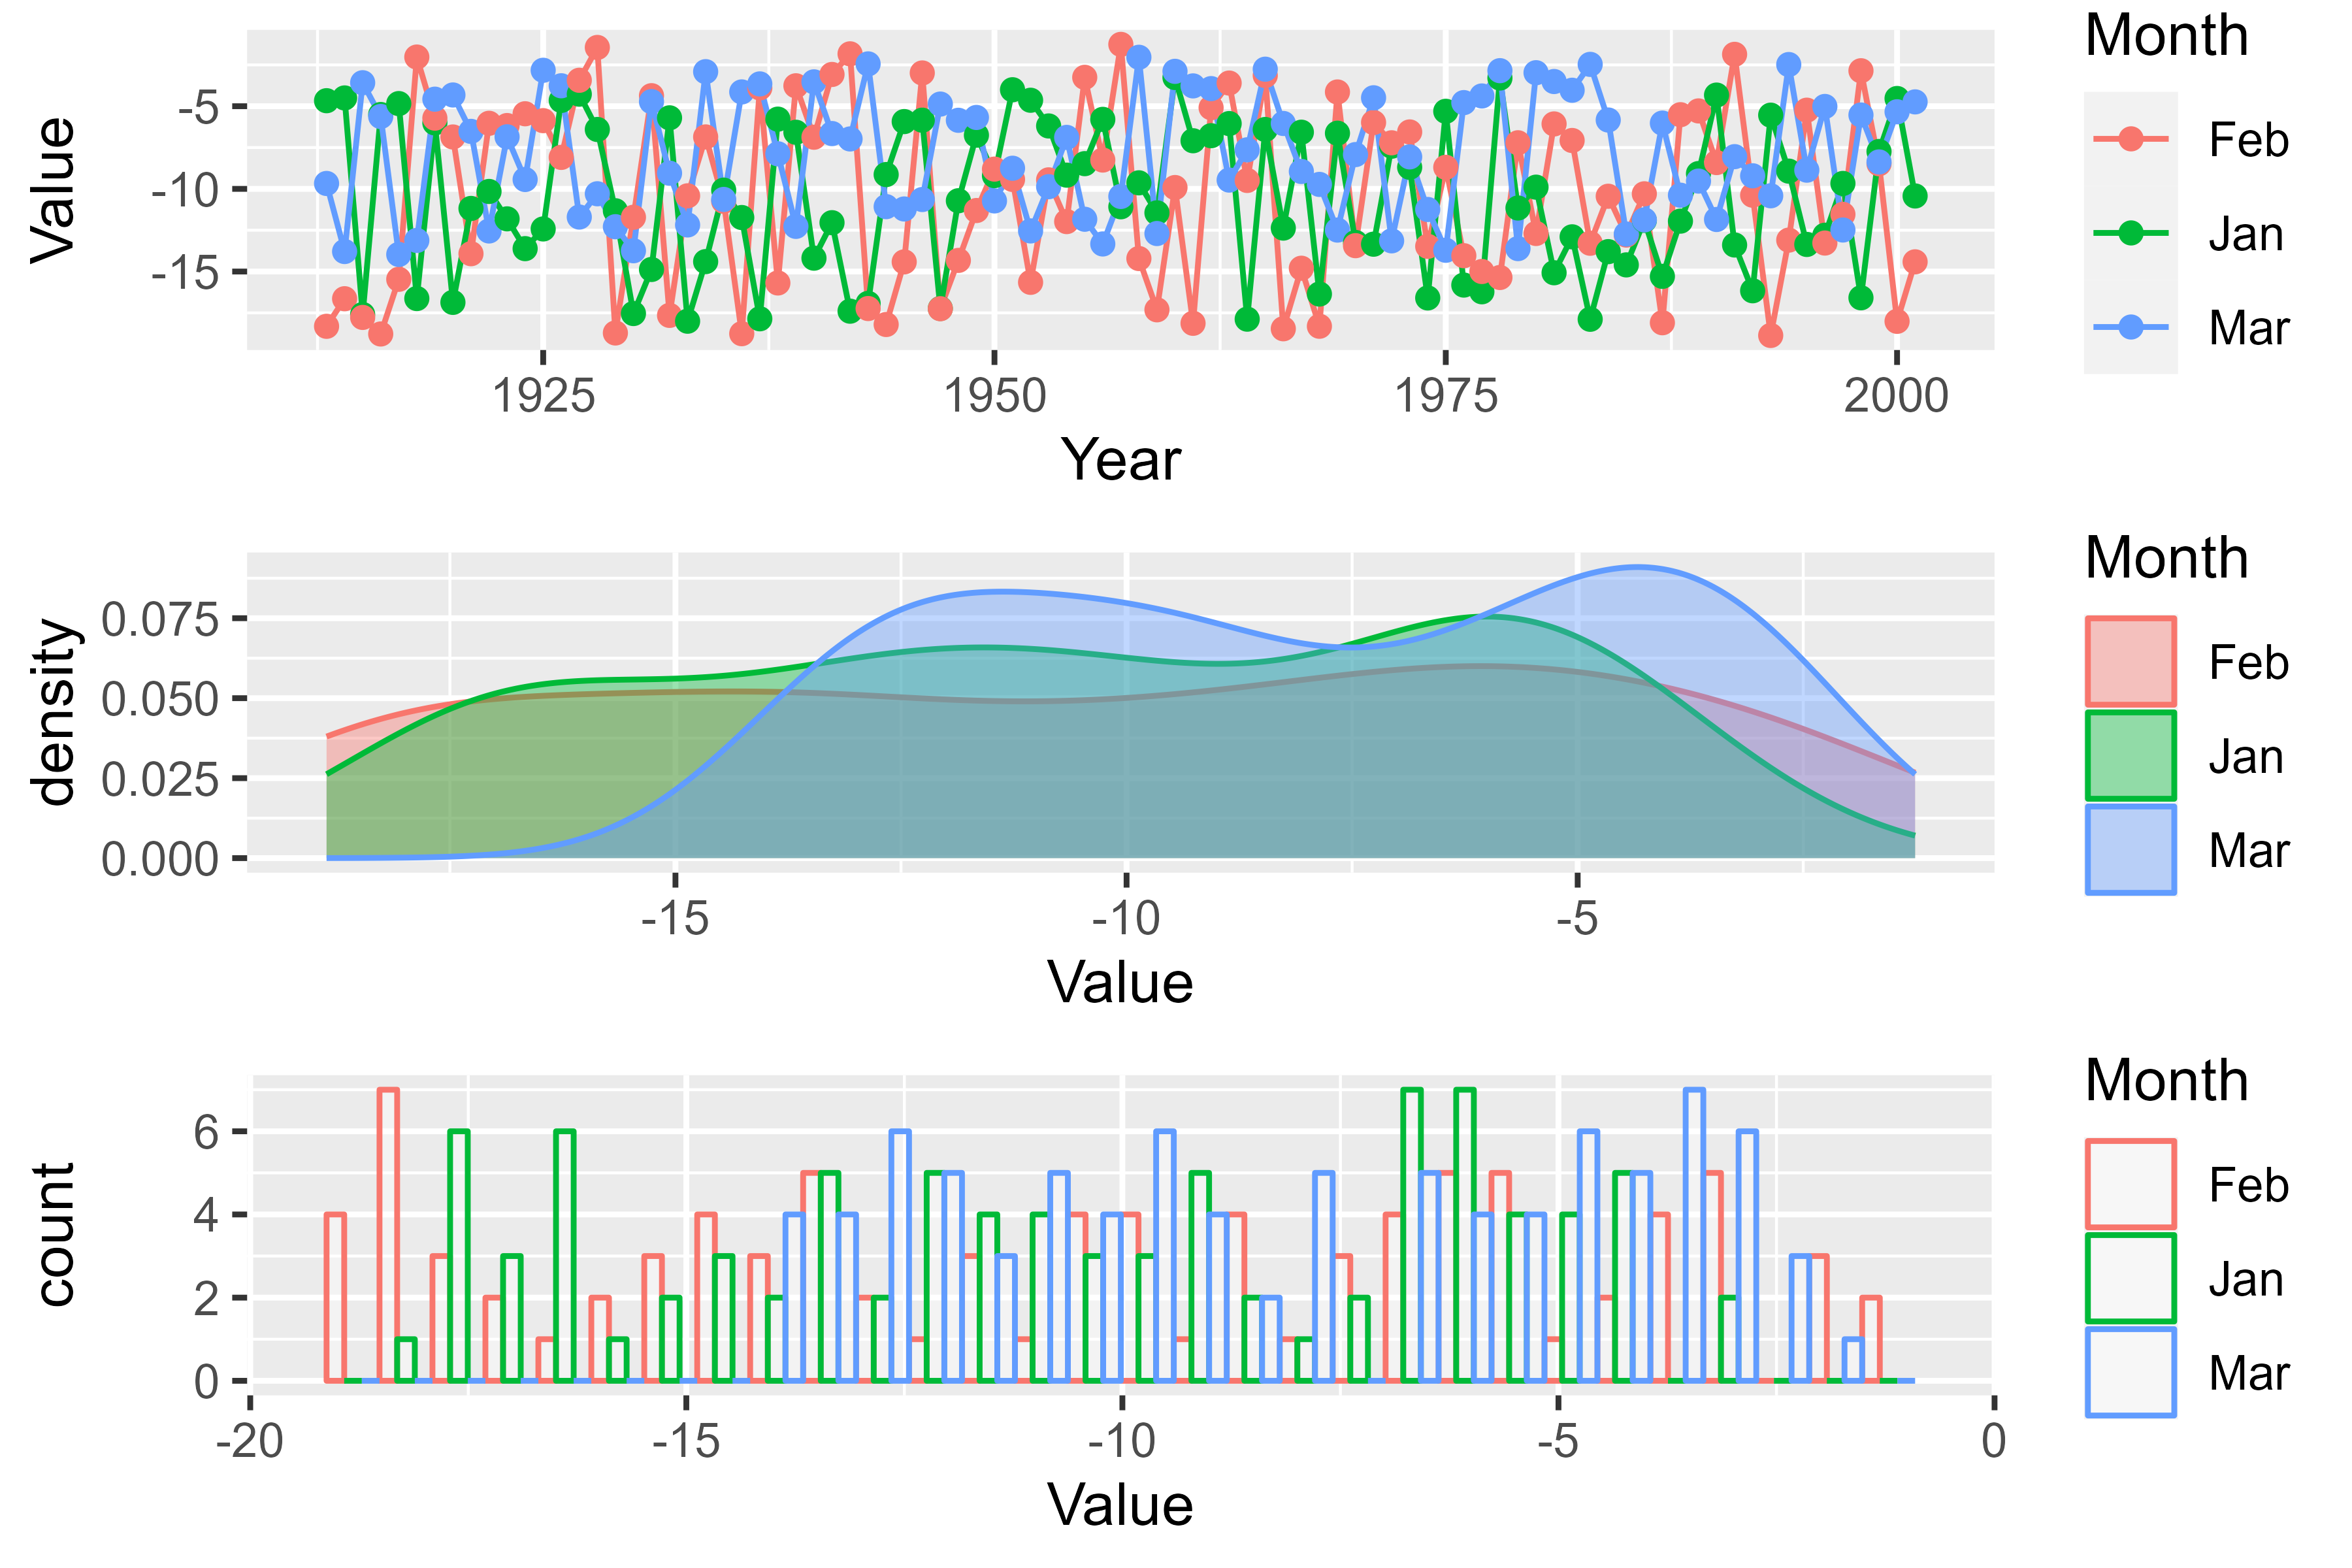 Value
-5
-10
-15
1925 1950 1975 2000
Year
Month
Feb
Jan
Mar
density
0.075
0.050
0.025
0.000
-15 -10 -5
Value
Month
Feb
Jan
Mar
count
6
4
2
0
-20 -15 -10 -5 0
Value
Month
Feb
Jan
Mar